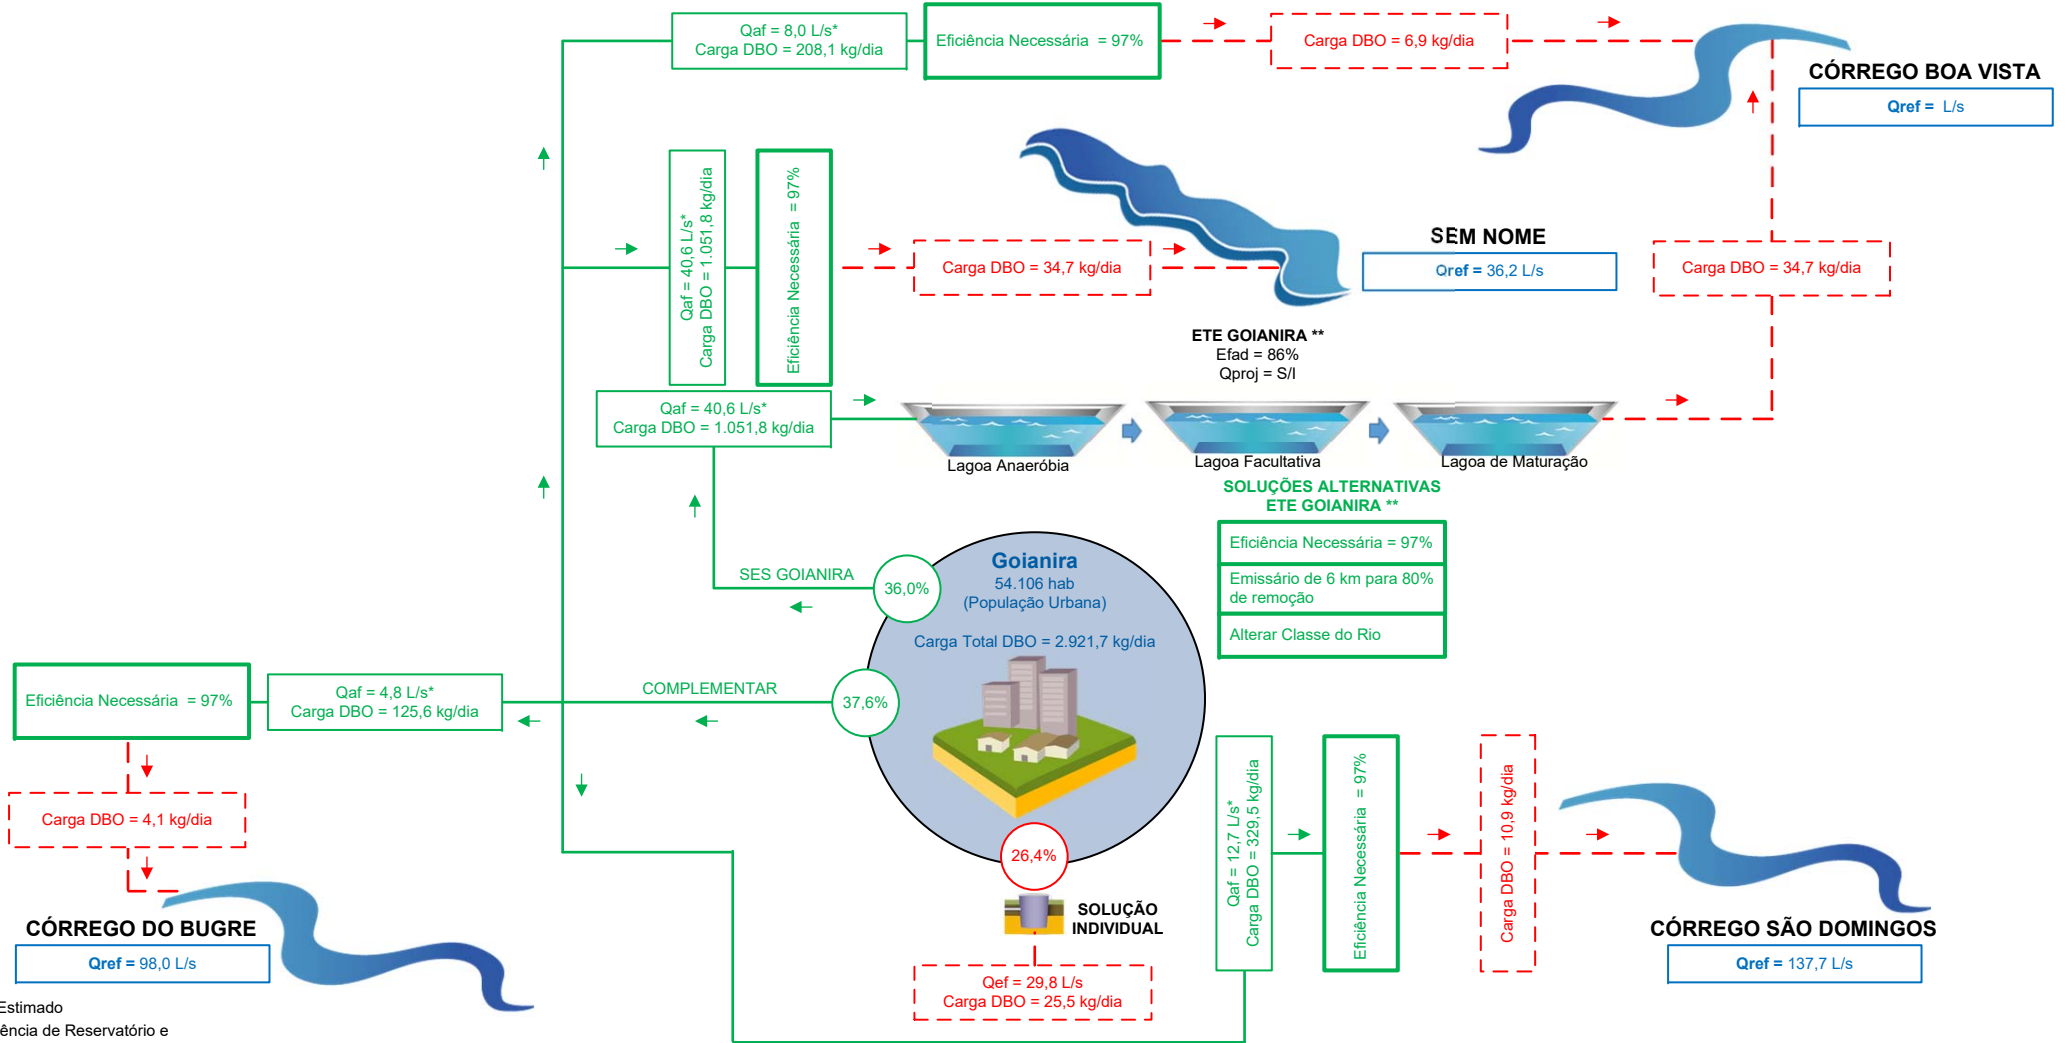 Qaf = 8,0 L/s*
Carga DBO = 208,1 kg/dia
Eficiência Necessária = 97%
Carga DBO = 6,9 kg/dia
CÓRREGO BOA VISTA
Qref = L/s
Qaf = 40,6 L/s*
Carga DBO = 1.051,8 kg/dia
Eficiência Necessária = 97%
Carga DBO = 34,7 kg/dia
SEM NOME
Qref = 36,2 L/s
Carga DBO = 34,7 kg/dia
ETE GOIANIRA **
Efad = 86%
Qproj = S/I
Qaf = 40,6 L/s*
Carga DBO = 1.051,8 kg/dia
Lagoa Anaeróbia
Lagoa Facultativa
Lagoa de Maturação
SOLUÇÕES ALTERNATIVAS
ETE GOIANIRA **
Eficiência Necessária = 97%
Emissário de 6 km para 80%
de remoção
Alterar Classe do Rio
SES GOIANIRA
36,0%
Goianira
54.106 hab
(População Urbana)
Carga Total DBO = 2.921,7 kg/dia
COMPLEMENTAR
37,6%
Eficiência Necessária = 97%
Qaf = 4,8 L/s*
Carga DBO = 125,6 kg/dia
Carga DBO = 4,1 kg/dia
CÓRREGO DO BUGRE
Qref = 98,0 L/s
26,4%
SOLUÇÃO
INDIVIDUAL
Qef = 29,8 L/s
Carga DBO = 25,5 kg/dia
Qaf = 12,7 L/s*
Carga DBO = 329,5 kg/dia
Eficiência Necessária = 97%
Carga DBO = 10,9 kg/dia
CÓRREGO SÃO DOMINGOS
Qref = 137,7 L/s
Estimado
ência de Reservatório e